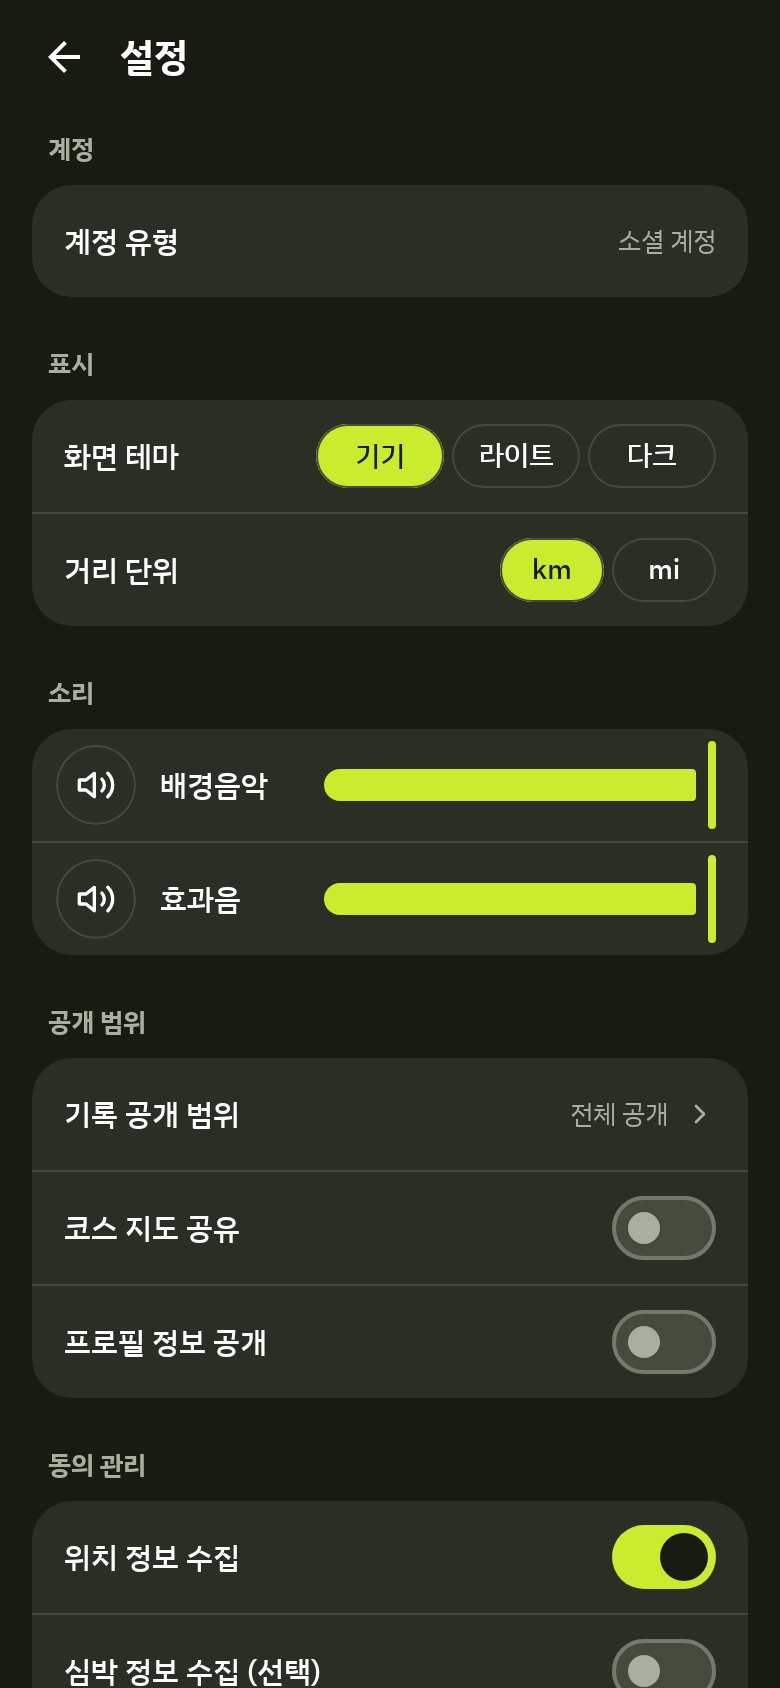 설정
계정
계정 유형 소셜 계정
표시
화면 테마 기기 라이트 다크
거리 단위 km mi
소리
배경음악
효과음
공개 범위
기록 공개 범위 전체 공개
코스 지도 공유
프로필 정보 공개
동의 관리
위치 정보 수집
심박 정보 수집 (선택)